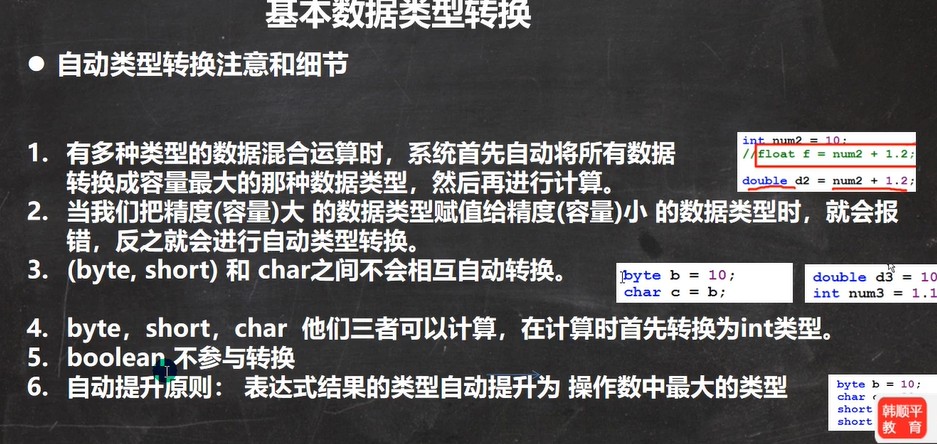 基本数据类型转换
● 自动类型转换注意和细节
1. 有多种类型的数据混合运算时，系统首先自动将所有数据
转换成容量最大的那种数据类型，然后再进行计算。
int num2 = 10;
//float f = num2 + 1.2;
double d2 = num2 + 1.2;
2. 当我们把精度(容量)大 的数据类型赋值给精度(容量)小 的数据类型时，就会报
错，反之就会进行自动类型转换。
3. (byte, short) 和 char之间不会相互自动转换。
byte b = 10;
char c = b;
double d3 = 10
int num3 = 1.1
4. byte，short，char 他们三者可以计算，在计算时首先转换为int类型。
5. boolean 不参与转换
6. 自动提升原则： 表达式结果的类型自动提升为 操作数中最大的类型
byte b = 10;
char c
short
short
韩顺平
教 育